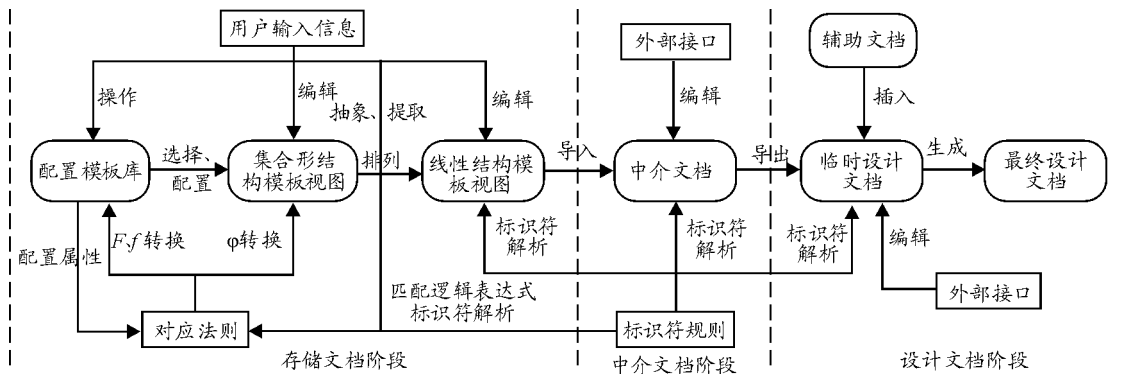 用户输入信息
外部接口
辅助文档
操作
编辑
抽象、提取
编辑
编辑
插入
配置模板库
选择、
配置
集合形结
构模板视图
排列
线性结构模
板视图
导入
中介文档
导出
临时设计
文档
生成
最终设计
文档
配置属性
F、f 转换
φ转换
标识符
解析
标识符
解析
标识符
解析
编辑
外部接口
匹配逻辑表达式
标识符解析
对应法则
标识符规则
存储文档阶段
中介文档阶段
设计文档阶段